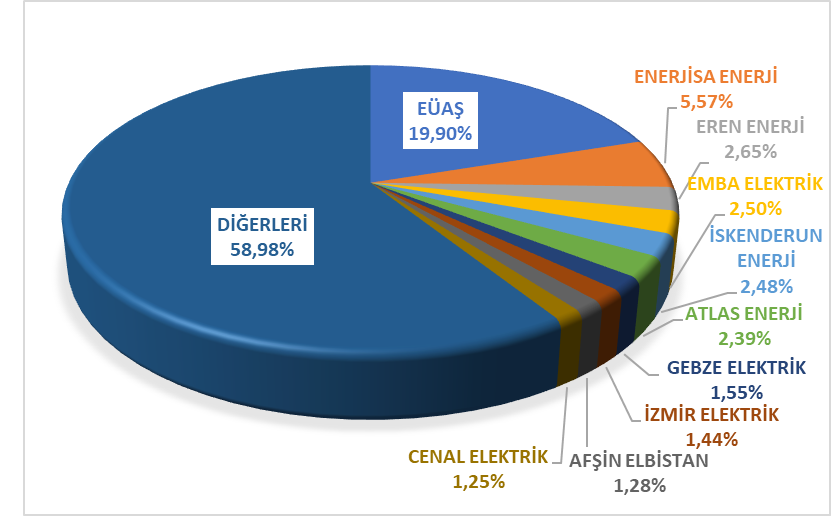 EÜAŞ
19,90%
ENERJİSA ENERJİ
5,57%
EREN ENERJİ
2,65%
EMBA ELEKTRİK
2,50%
İSKENDERUN
ENERJİ
2,48%
ATLAS ENERJİ
2,39%
GEBZE ELEKTRİK
1,55%
İZMİR ELEKTRİK
1,44%
AFŞİN ELBİSTAN
1,28%
CENAL ELEKTRİK
1,25%
DİĞERLERİ
58,98%